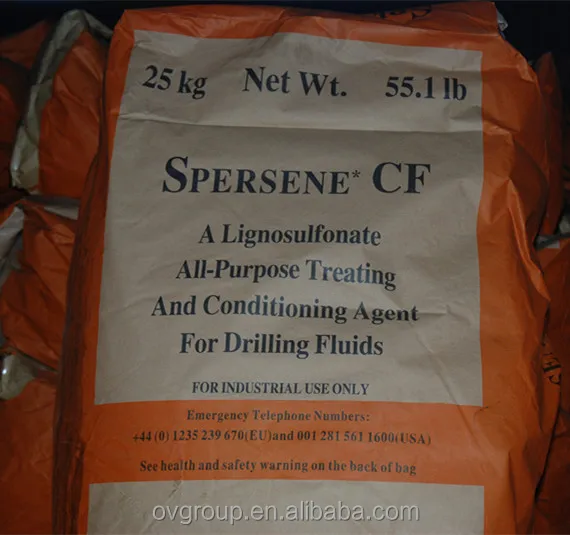 25 kg Net Wt. 55.1 lb
SPERSENE* CF
A Lignosulfonate
All-Purpose Treating
And Conditioning Agent
For Drilling Fluids
FOR INDUSTRIAL USE ONLY
Emergency Telephone Numbers:
+44 (0) 1235 239 670(EU)and 001 281 561 1600(USA)
See health and safety warning on the back of bag
ovgroup.en.alibaba.com